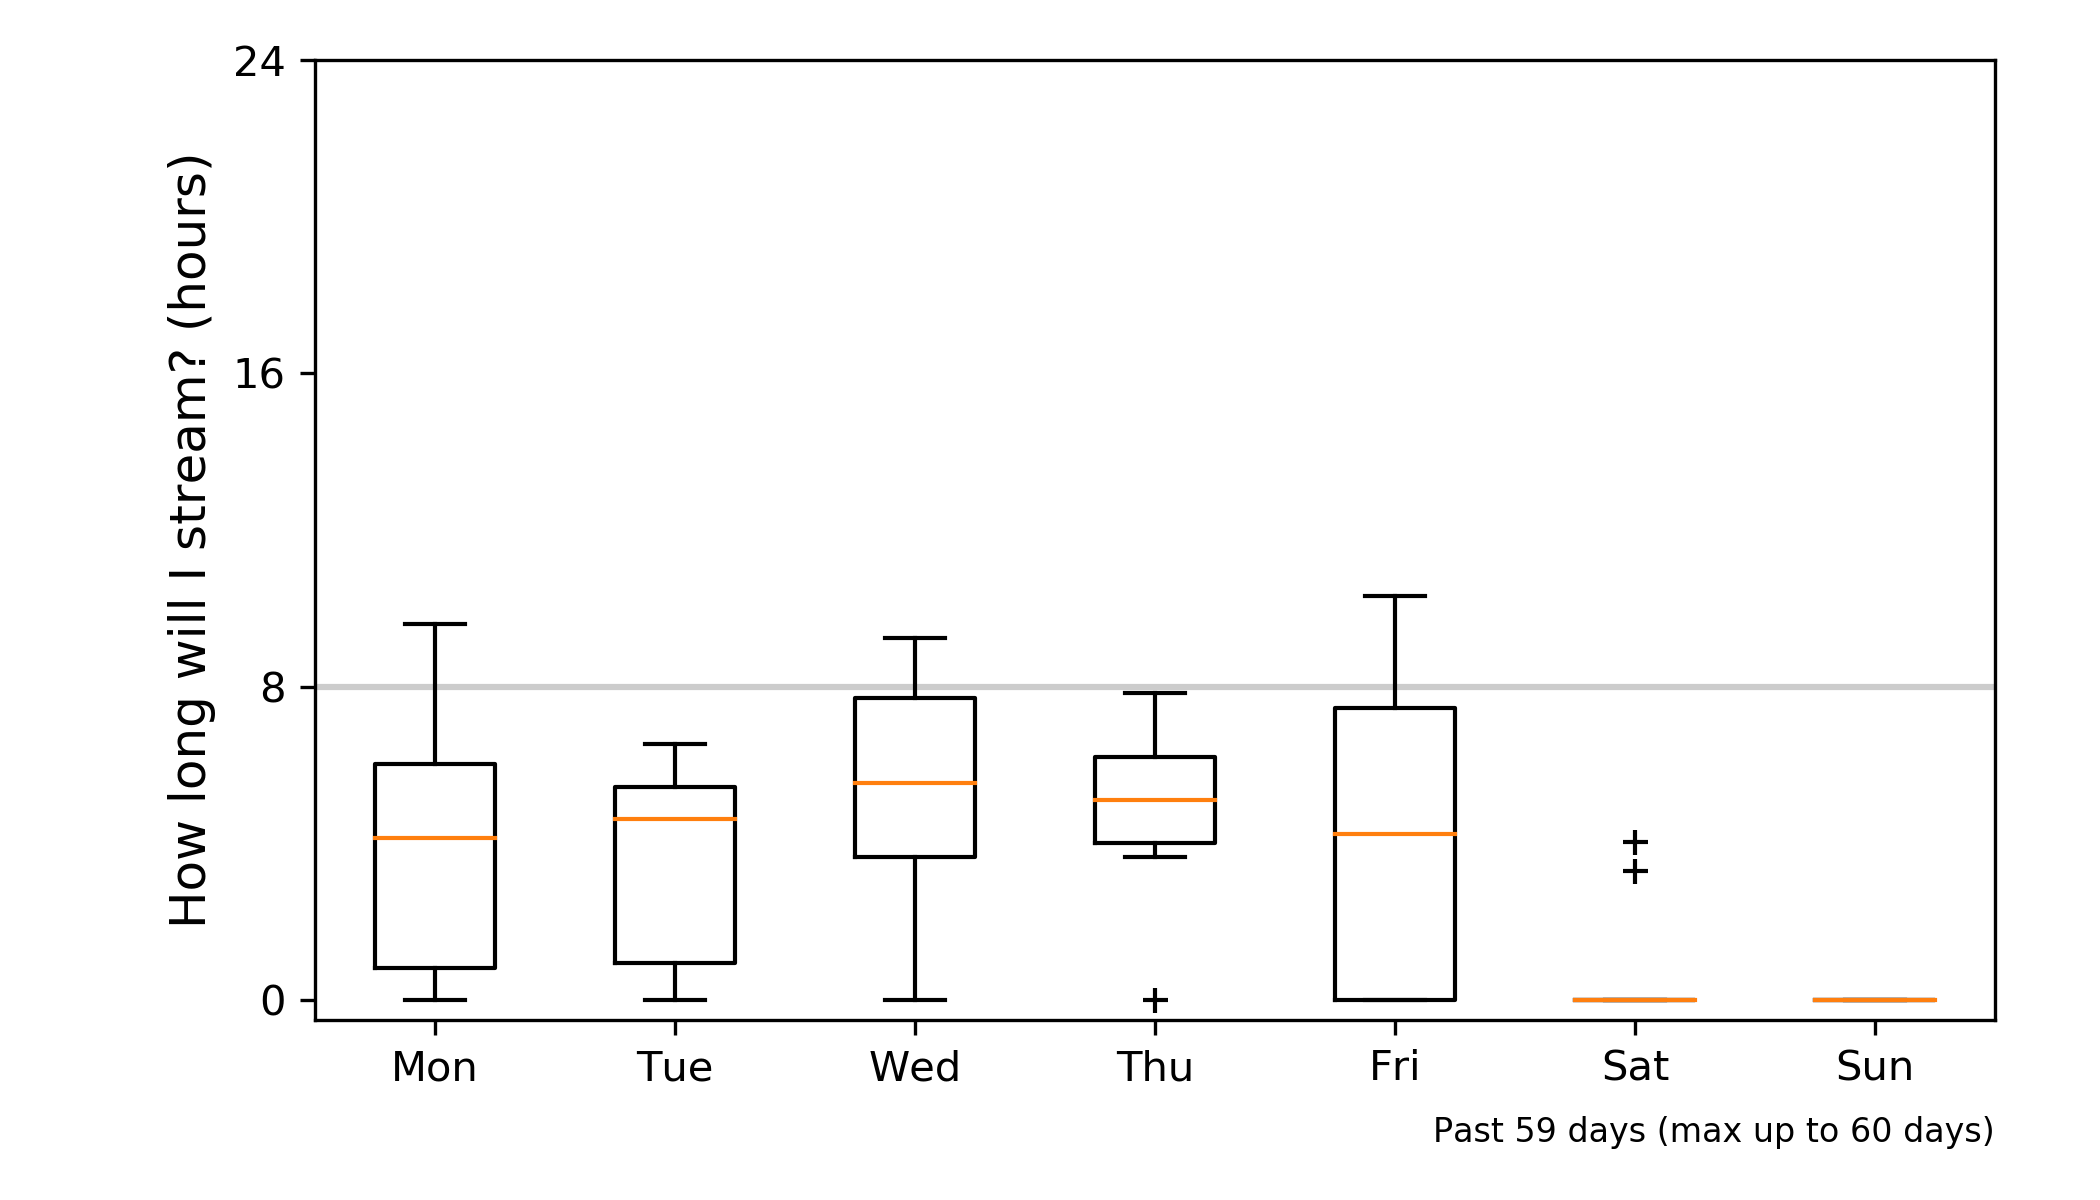 How long will I stream? (hours)
24
16
8
0
Mon Tue Wed Thu Fri Sat Sun
Past 59 days (max up to 60 days)